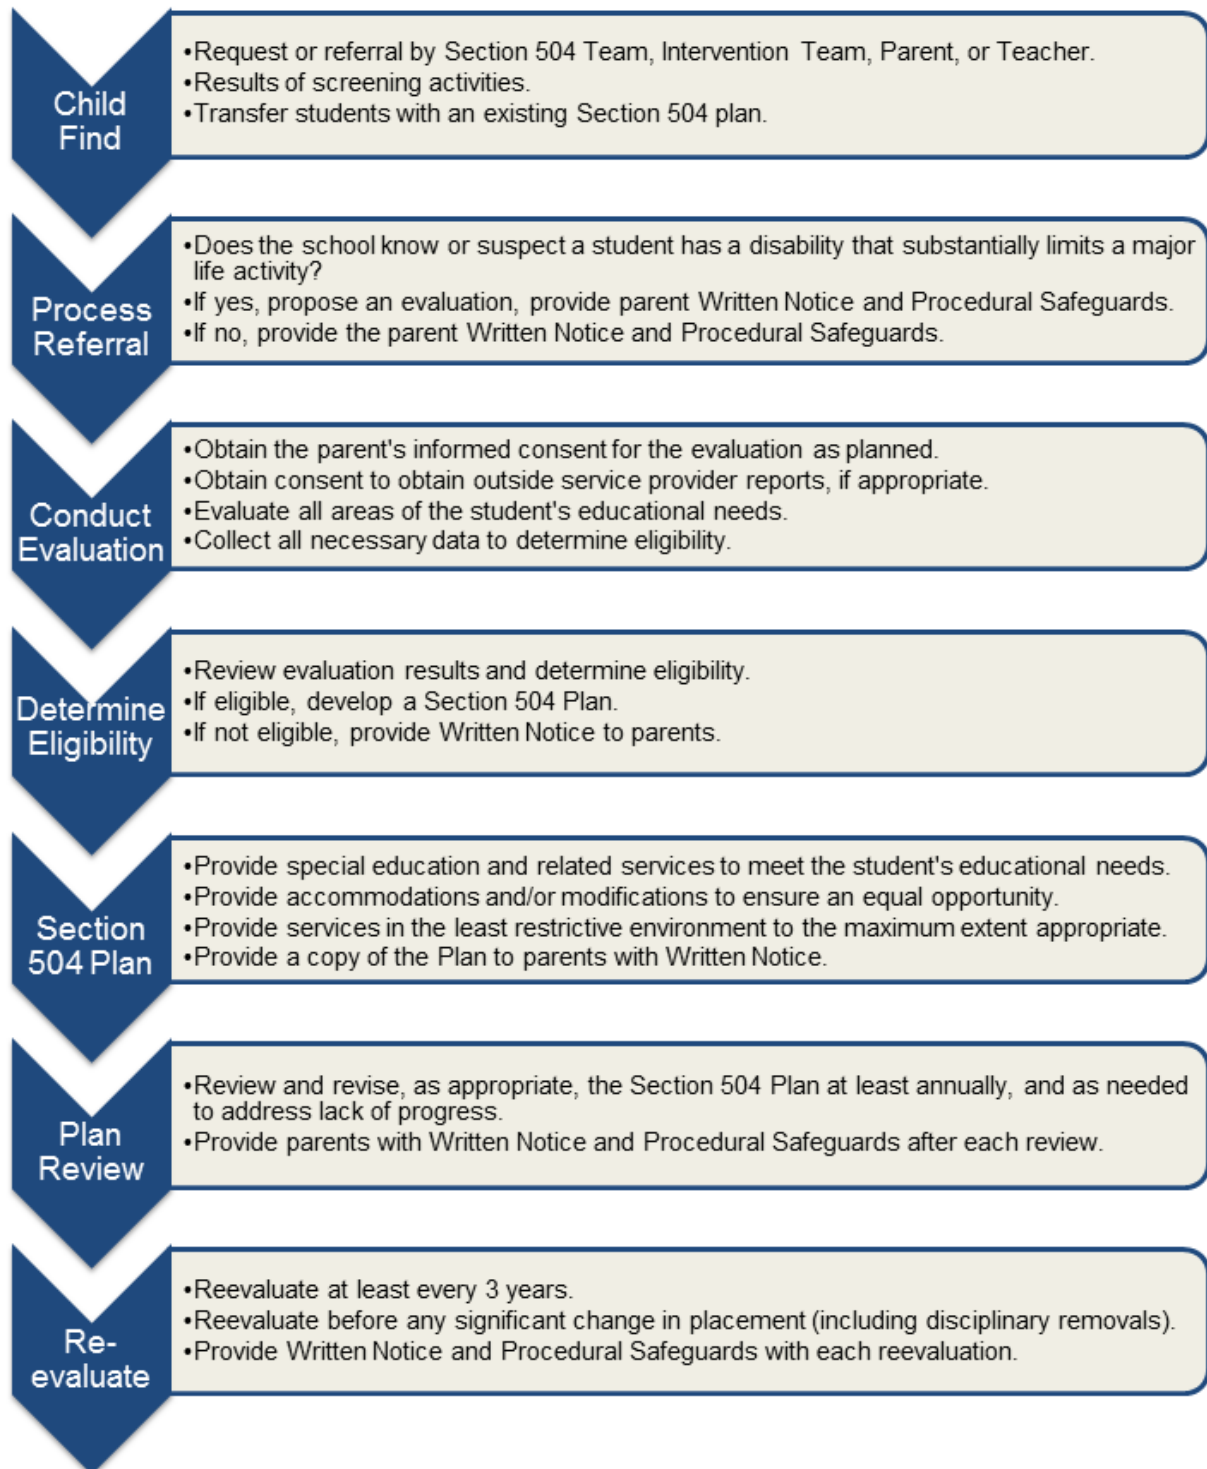 Child
Find
•Request or referral by Section 504 Team, Intervention Team, Parent, or Teacher.
•Results of screening activities.
•Transfer students with an existing Section 504 plan.
Process
Referral
•Does the school know or suspect a student has a disability that substantially limits a major
life activity?
•If yes, propose an evaluation, provide parent Written Notice and Procedural Safeguards.
•If no, provide the parent Written Notice and Procedural Safeguards.
Conduct
Evaluation
•Obtain the parent's informed consent for the evaluation as planned.
•Obtain consent to obtain outside service provider reports, if appropriate.
•Evaluate all areas of the student's educational needs.
•Collect all necessary data to determine eligibility.
Determine
Eligibility
•Review evaluation results and determine eligibility.
•If eligible, develop a Section 504 Plan.
•If not eligible, provide Written Notice to parents.
Section
504 Plan
•Provide special education and related services to meet the student's educational needs.
•Provide accommodations and/or modifications to ensure an equal opportunity.
•Provide services in the least restrictive environment to the maximum extent appropriate.
•Provide a copy of the Plan to parents with Written Notice.
Plan
Review
•Review and revise, as appropriate, the Section 504 Plan at least annually, and as needed
to address lack of progress.
•Provide parents with Written Notice and Procedural Safeguards after each review.
Re-
evaluate
•Reevaluate at least every 3 years.
•Reevaluate before any significant change in placement (including disciplinary removals).
•Provide Written Notice and Procedural Safeguards with each reevaluation.